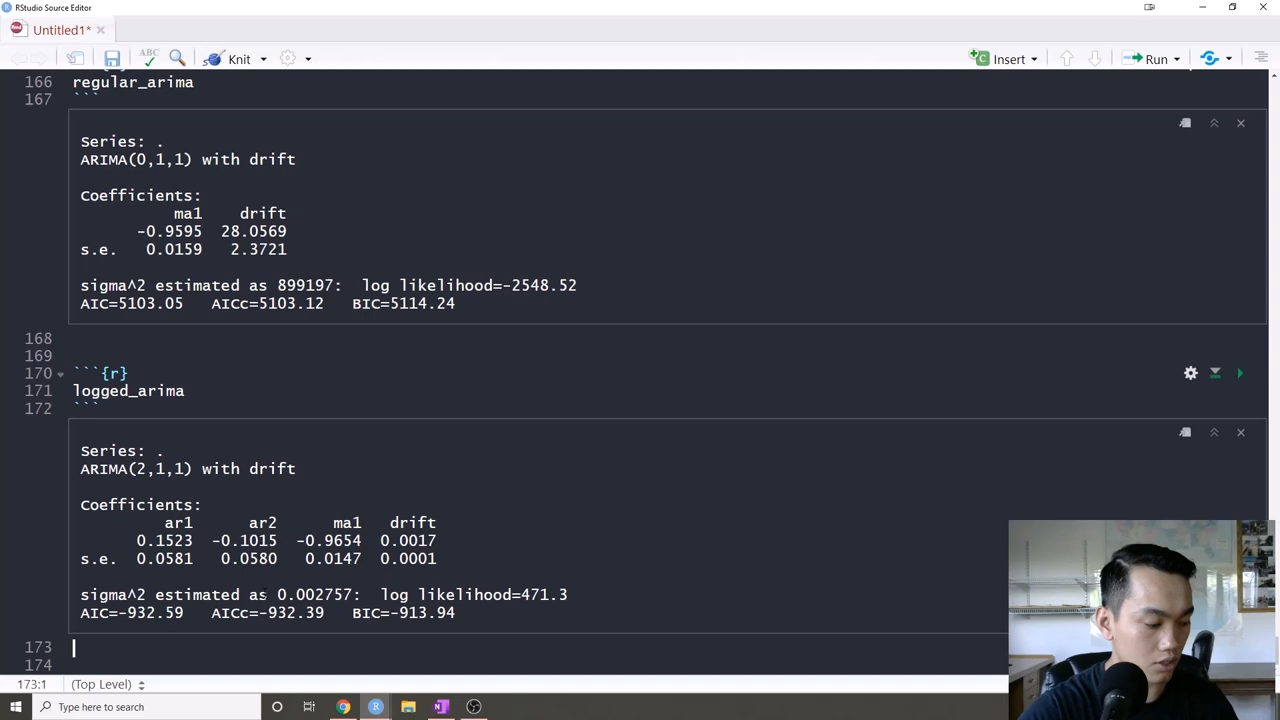 RStudio Source Editor
Untitled1*
ABC
Knit
Insert
Run
166 regular_arima
167 ```
Series: .
ARIMA(0,1,1) with drift
Coefficients:
ma1 drift
-0.9595 28.0569
s.e. 0.0159 2.3721
sigma^2 estimated as 899197: log likelihood=-2548.52
AIC=5103.05 AICc=5103.12 BIC=5114.24
168
169
170 ```{r}
171 logged_arima
172 ```
Series: .
ARIMA(2,1,1) with drift
Coefficients:
ar1 ar2 ma1 drift
0.1523 -0.1015 -0.9654 0.0017
s.e. 0.0581 0.0580 0.0147 0.0001
sigma^2 estimated as 0.002757: log likelihood=471.3
AIC=-932.59 AICc=-932.39 BIC=-913.94
173
174
173:1 (Top Level)
Type here to search